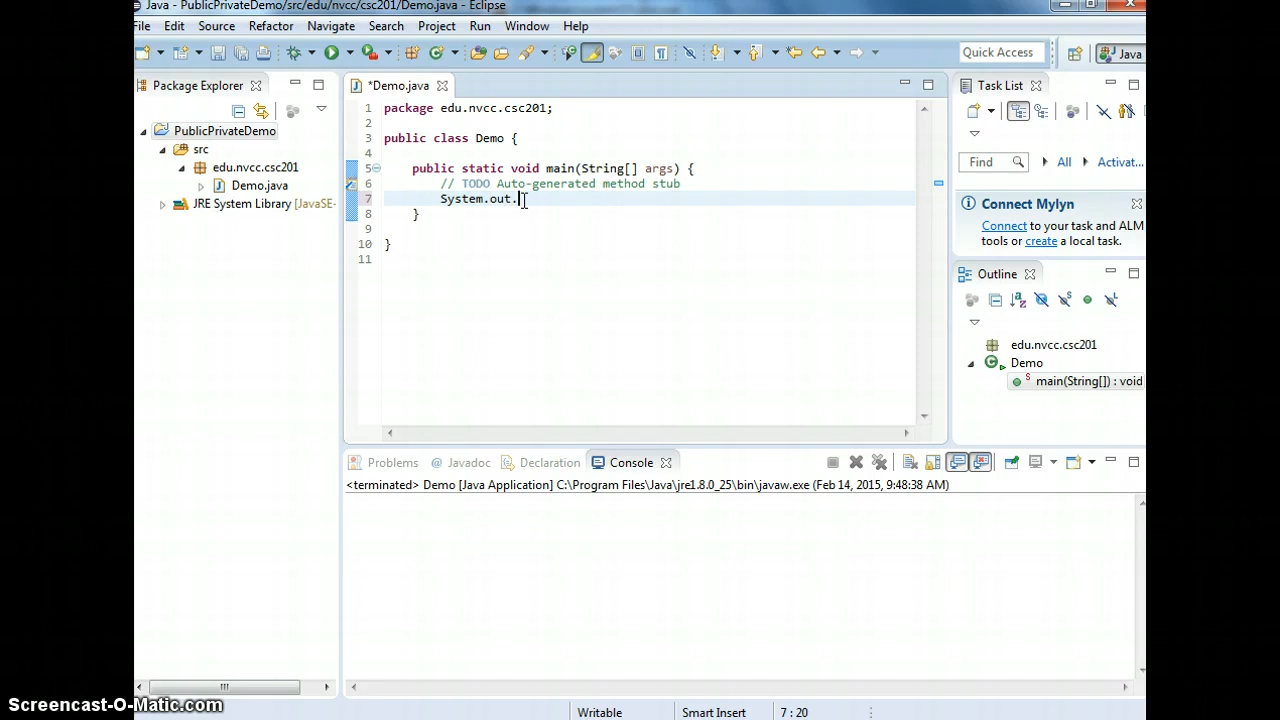 Java - PublicPrivateDemo/src/edu/nvcc/csc201/Demo.java - Eclipse
File Edit Source Refactor Navigate Search Project Run Window Help
Quick Access
Java
Package Explorer
PublicPrivateDemo
src
edu.nvcc.csc201
Demo.java
JRE System Library [JavaSE-
*Demo.java
1 package edu.nvcc.csc201;
2
3 public class Demo {
4
5 public static void main(String[] args) {
6 // TODO Auto-generated method stub
7 System.out.
8 }
9
10 }
11
Task List
Find
All
Activat...
Connect Mylyn
Connect to your task and ALM
tools or create a local task.
Outline
edu.nvcc.csc201
Demo
main(String[]) : void
Problems @ Javadoc Declaration Console
<terminated> Demo [Java Application] C:\Program Files\Java\jre1.8.0_25\bin\javaw.exe (Feb 14, 2015, 9:48:38 AM)
Writable Smart Insert 7 : 20
Screencast-O-Matic.com